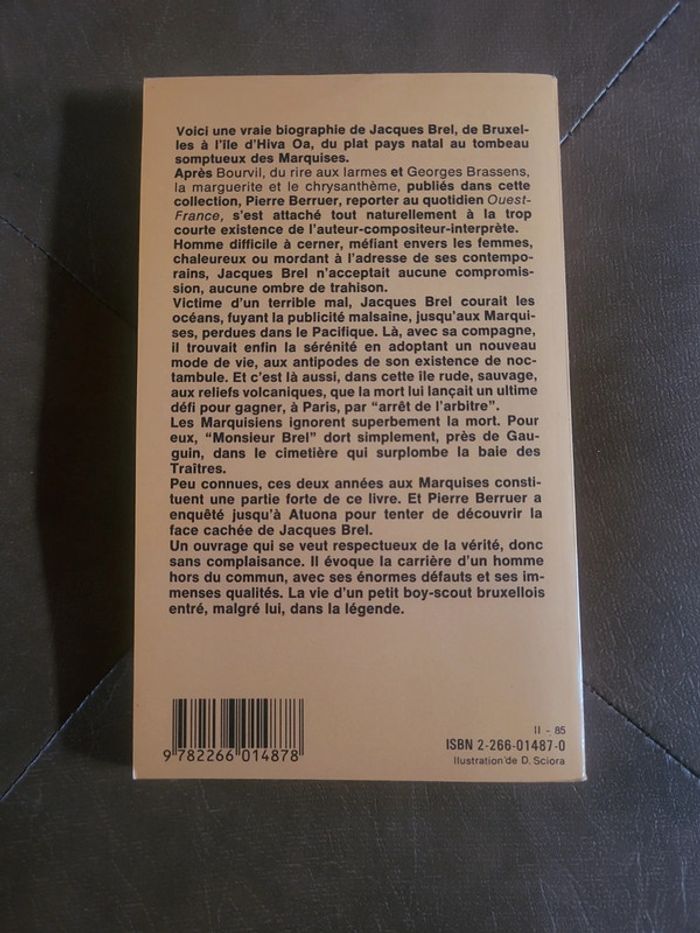 Voici une vraie biographie de Jacques Brel, de Bruxel-
les à l'île d'Hiva Oa, du plat pays natal au tombeau
somptueux des Marquises.
Après Bourvil, du rire aux larmes et Georges Brassens,
la marguerite et le chrysanthème, publiés dans cette
collection, Pierre Berruer, reporter au quotidien Ouest-
France, s'est attaché tout naturellement à la trop
courte existence de l'auteur-compositeur-interprète.
Homme difficile à cerner, méfiant envers les femmes,
chaleureux ou mordant à l'adresse de ses contempo-
rains, Jacques Brel n'acceptait aucune compromis-
sion, aucune ombre de trahison.
Victime d'un terrible mal, Jacques Brel courait les
océans, fuyant la publicité malsaine, jusqu'aux Marqui-
ses, perdues dans le Pacifique. Là, avec sa compagne,
il trouvait enfin la sérénité en adoptant un nouveau
mode de vie, aux antipodes de son existence de noc-
tambule. Et c'est là aussi, dans cette île rude, sauvage,
aux reliefs volcaniques, que la mort lui lançait un ultime
défi pour gagner, à Paris, par "arrêt de l'arbitre".
Les Marquisiens ignorent superbement la mort. Pour
eux, "Monsieur Brel" dort simplement, près de Gau-
guin, dans le cimetière qui surplombe la baie des
Traîtres.
Peu connues, ces deux années aux Marquises consti-
tuent une partie forte de ce livre. Et Pierre Berruer a
enquêté jusqu'à Atuona pour tenter de découvrir la
face cachée de Jacques Brel.
Un ouvrage qui se veut respectueux de la vérité, donc
sans complaisance. Il évoque la carrière d'un homme
hors du commun, avec ses énormes défauts et ses im-
menses qualités. La vie d'un petit boy-scout bruxellois
entré, malgré lui, dans la légende.
II - 85
ISBN 2-266-01487-0
Illustration de D. Sciora
9 782266 014878